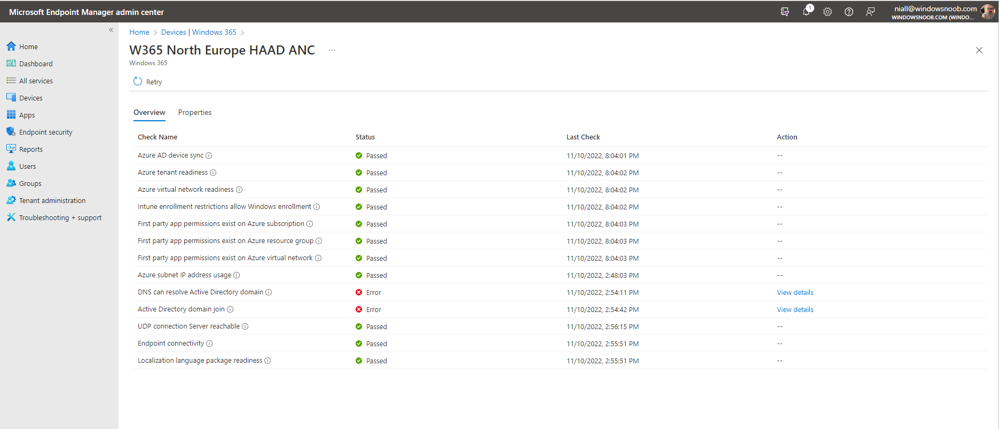 Microsoft Endpoint Manager admin center
1
niall@windowsnoob.com
WINDOWSNOOB.COM (WINDO...
«
Home
Dashboard
All services
Devices
Apps
Endpoint security
Reports
Users
Groups
Tenant administration
Troubleshooting + support
Home > Devices | Windows 365 >
W365 North Europe HAAD ANC ...
Windows 365
Retry
Overview Properties
Check Name Status Last Check Action
Azure AD device sync Passed 11/10/2022, 8:04:01 PM --
Azure tenant readiness Passed 11/10/2022, 8:04:02 PM --
Azure virtual network readiness Passed 11/10/2022, 8:04:02 PM --
Intune enrollment restrictions allow Windows enrollment Passed 11/10/2022, 8:04:02 PM --
First party app permissions exist on Azure subscription Passed 11/10/2022, 8:04:03 PM --
First party app permissions exist on Azure resource group Passed 11/10/2022, 8:04:03 PM --
First party app permissions exist on Azure virtual network Passed 11/10/2022, 8:04:03 PM --
Azure subnet IP address usage Passed 11/10/2022, 2:48:03 PM --
DNS can resolve Active Directory domain Error 11/10/2022, 2:54:11 PM View details
Active Directory domain join Error 11/10/2022, 2:54:42 PM View details
UDP connection Server reachable Passed 11/10/2022, 2:56:15 PM --
Endpoint connectivity Passed 11/10/2022, 2:55:51 PM --
Localization language package readiness Passed 11/10/2022, 2:55:51 PM --